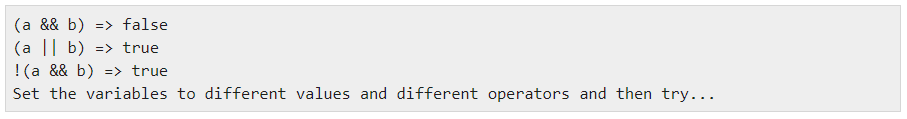 (a && b) => false
(a || b) => true
!(a && b) => true
Set the variables to different values and different operators and then try...